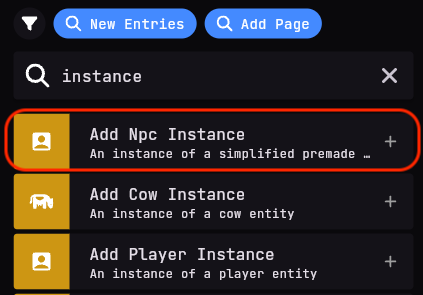 New Entries Add Page
instance
Add Npc Instance
An instance of a simplified premade …
Add Cow Instance
An instance of a cow entity
Add Player Instance
An instance of a player entity